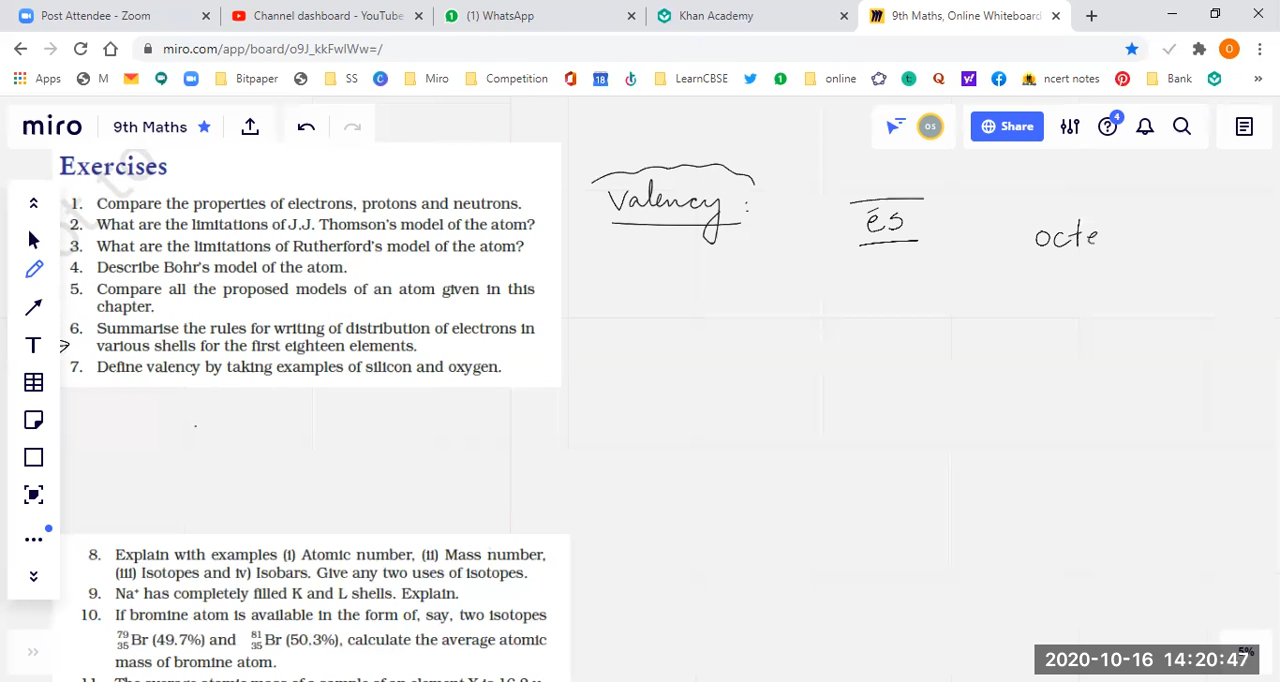 Post Attendee - Zoom
Channel dashboard - YouTube
(1) WhatsApp
Khan Academy
9th Maths, Online Whiteboard
miro.com/app/board/o9J_kkFwIWw=/
Apps M Bitpaper SS Miro Competition 18 LearnCBSE online Q ncert notes Bank »
miro 9th Maths Share 4
OS
Exercises
1. Compare the properties of electrons, protons and neutrons.
2. What are the limitations of J.J. Thomson's model of the atom?
3. What are the limitations of Rutherford's model of the atom?
4. Describe Bohr's model of the atom.
5. Compare all the proposed models of an atom given in this
chapter.
6. Summarise the rules for writing of distribution of electrons in
various shells for the first eighteen elements.
7. Define valency by taking examples of silicon and oxygen.
Valency :
es
octe
8. Explain with examples (i) Atomic number, (ii) Mass number,
(iii) Isotopes and iv) Isobars. Give any two uses of isotopes.
9. Na⁺ has completely filled K and L shells. Explain.
10. If bromine atom is available in the form of, say, two isotopes
⁷⁹₃₅Br (49.7%) and ⁸¹₃₅Br (50.3%), calculate the average atomic
mass of bromine atom.
2020-10-16 14:20:47